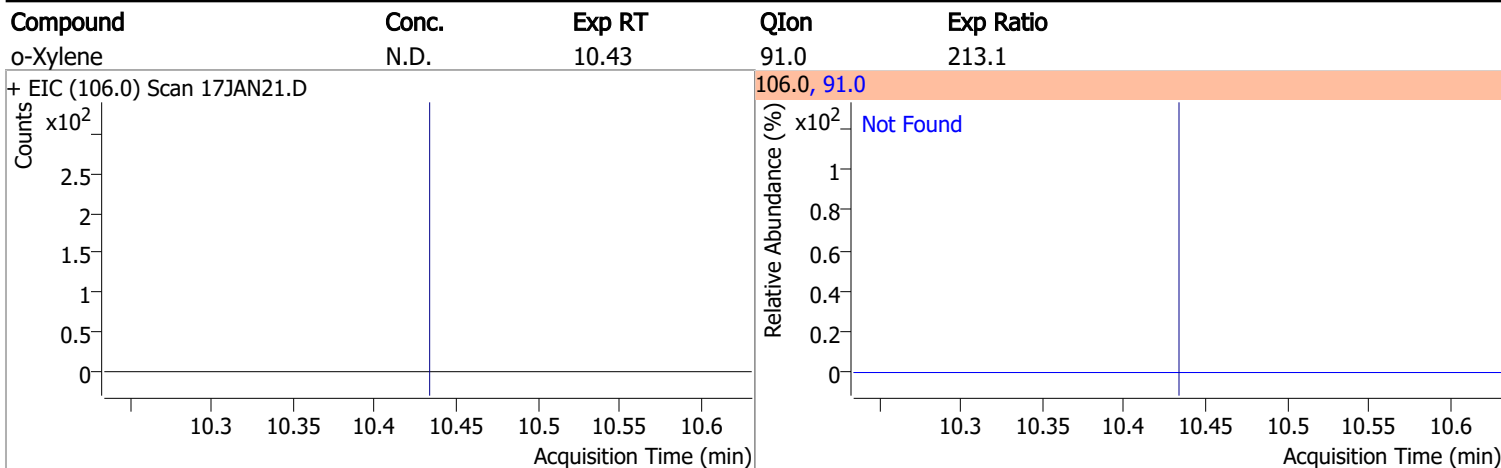 Compound Conc. Exp RT QIon Exp Ratio
o-Xylene N.D. 10.43 91.0 213.1
+ EIC (106.0) Scan 17JAN21.D
Counts
x10²
2.5
2
1.5
1
0.5
0
10.3 10.35 10.4 10.45 10.5 10.55 10.6
Acquisition Time (min)
106.0, 91.0
Relative Abundance (%)
x10²
Not Found
1
0.8
0.6
0.4
0.2
0
10.3 10.35 10.4 10.45 10.5 10.55 10.6
Acquisition Time (min)